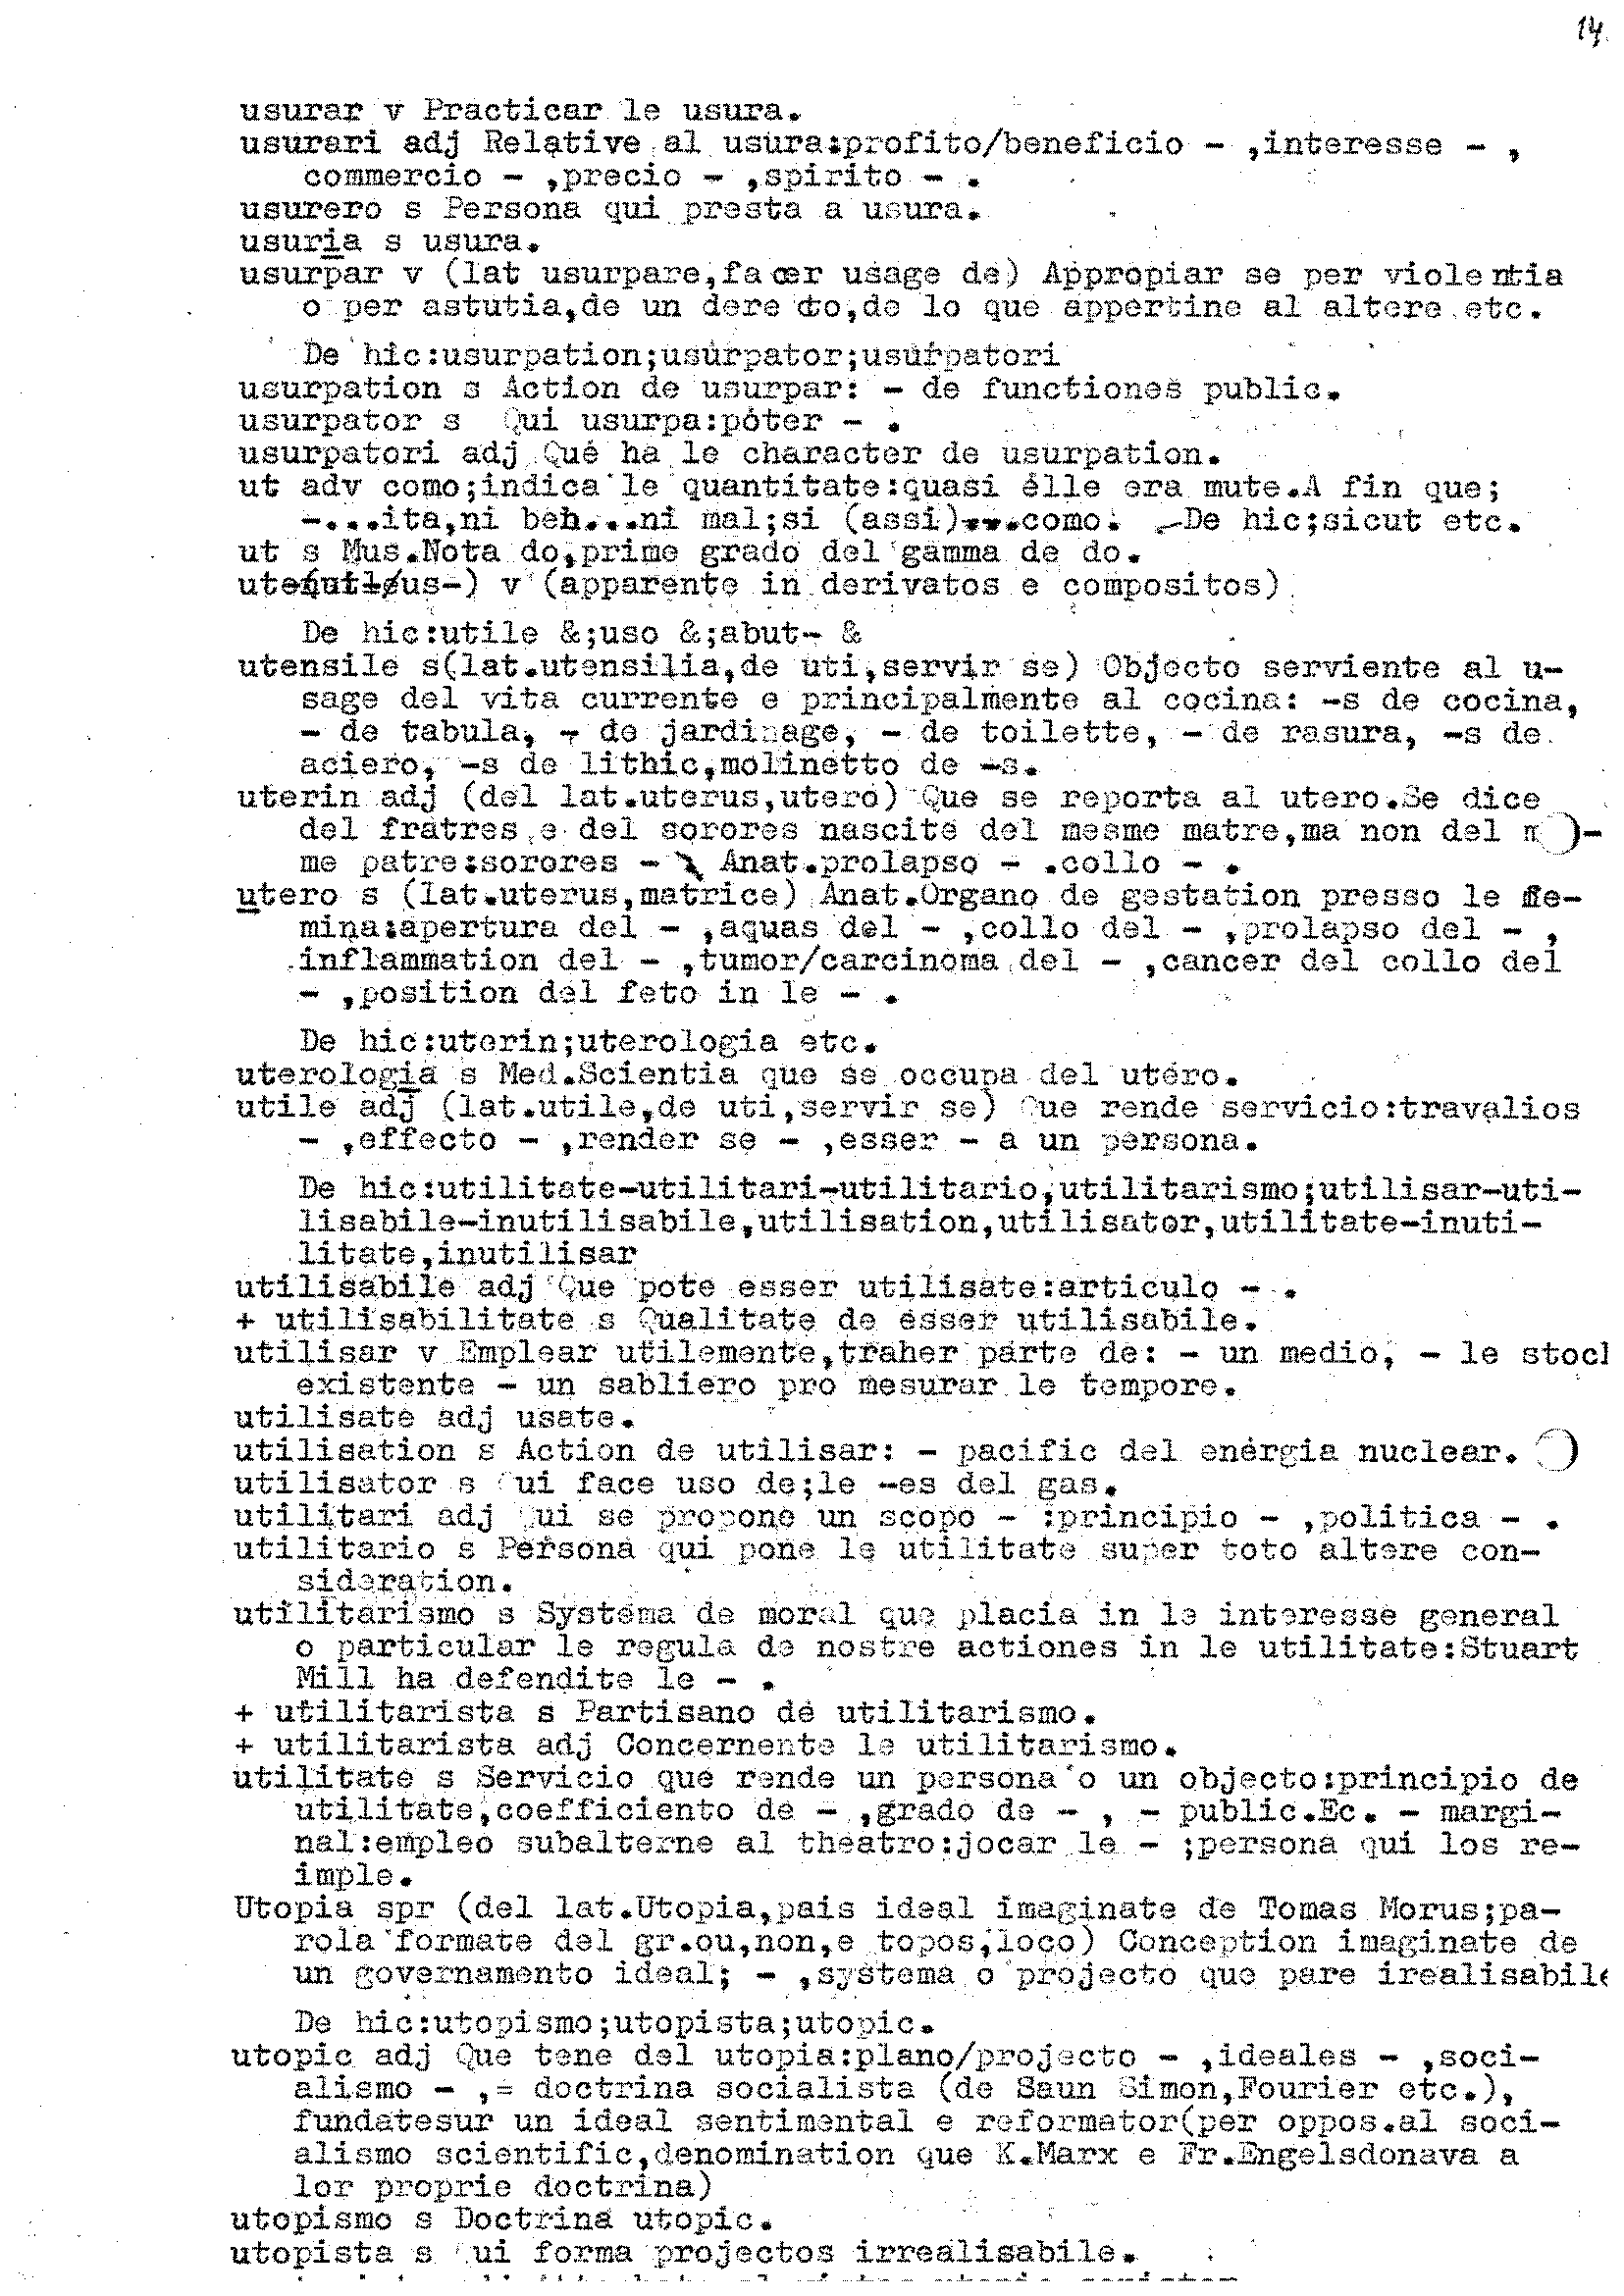 14.
usurar v Practicar le usura.
usurari adj Relative al usura:profito/beneficio - ,interesse - ,
commercio - ,precio - ,spirito - .
usurero s Persona qui presta a usura.
usuria s usura.
usurpar v (lat usurpare,facer usage de) Appropiar se per violentia
o per astutia,de un derecto,de lo que appertine al altere etc.
De hic:usurpation;usurpator;usurpatori
usurpation s Action de usurpar: - de functiones public.
usurpator s Qui usurpa:poter - .
usurpatori adj Que ha le character de usurpation.
ut adv como;indica le quantitate:quasi élle era mute.A fin que;
-...ita,ni beh...ni mal;si (assi)...como. -De hic;sicut etc.
ut s Mus.Nota do,prime grado del gamma de do.
us-) v (apparente in derivatos e compositos)
De hic:utile &;uso &;abut- &
utensile s(lat.utensilia,de uti,servir se) Objecto serviente al u-
sage del vita currente e principalmente al cocina: -s de cocina,
- de tabula, - de jardinage, - de toilette, - de rasura, -s de
aciero, -s de lithic,molinetto de -s.
uterin adj (del lat.uterus,utero) Que se reporta al utero.Se dice
del fratres e del sorores nascite del mesme matre,ma non del
me patre:sorores - Anat.prolapso - .collo - .
utero s (lat.uterus,matrice) Anat.Organo de gestation presso le fe-
mina:apertura del - ,aquas del - ,collo del - ,prolapso del - ,
inflammation del - ,tumor/carcinoma del - ,cancer del collo del
- ,position del feto in le - .
De hic:uterin;uterologia etc.
uterologia s Med.Scientia que se occupa del utero.
utile adj (lat.utile,de uti,servir se) Que rende servicio:travalios
- ,effecto - ,render se - ,esser - a un persona.
De hic:utilitate-utilitari-utilitario,utilitarismo;utilisar-uti-
lisabile-inutilisabile,utilisation,utilisator,utilitate-inuti-
litate,inutilisar
utilisabile adj Que pote esser utilisate:articulo - .
+ utilisabilitate s Qualitate de esser utilisabile.
utilisar v Emplear utilemente,traher parte de: - un medio, - le stock
existente - un sabliero pro mesurar le tempore.
utilisate adj usate.
utilisation s Action de utilisar: - pacific del energia nuclear.
utilisator s Qui face uso de;le -es del gas.
utilitari adj Qui se propone un scopo - :principio - ,politica - .
utilitario s Persona qui pone le utilitate super toto altere con-
sideration.
utilitarismo s Systema de moral que placia in le interesse general
o particular le regula de nostre actiones in le utilitate:Stuart
Mill ha defendite le - .
+ utilitarista s Partisano de utilitarismo.
+ utilitarista adj Concernente le utilitarismo.
utilitate s Servicio que rende un persona o un objecto:principio de
utilitate,coefficiento de - ,grado de - , - public.Ec. - margi-
nal:empleo subalterne al theatro:jocar le - ;persona qui los re-
imple.
Utopia spr (del lat.Utopia,pais ideal imaginate de Tomas Morus;pa-
rola formate del gr.ou,non,e topos,loco) Conception imaginate de
un governamento ideal; - ,systema o projecto que pare irealisabile
De hic:utopismo;utopista;utopic.
utopic adj Que tene del utopia:plano/projecto - ,ideales - ,soci-
alismo - ,= doctrina socialista (de Saun Simon,Fourier etc.),
fundatesur un ideal sentimental e reformator(per oppos.al soci-
alismo scientific,denomination que K.Marx e Fr.Engelsdonava a
lor proprie doctrina)
utopismo s Doctrina utopic.
utopista s Qui forma projectos irrealisabile.